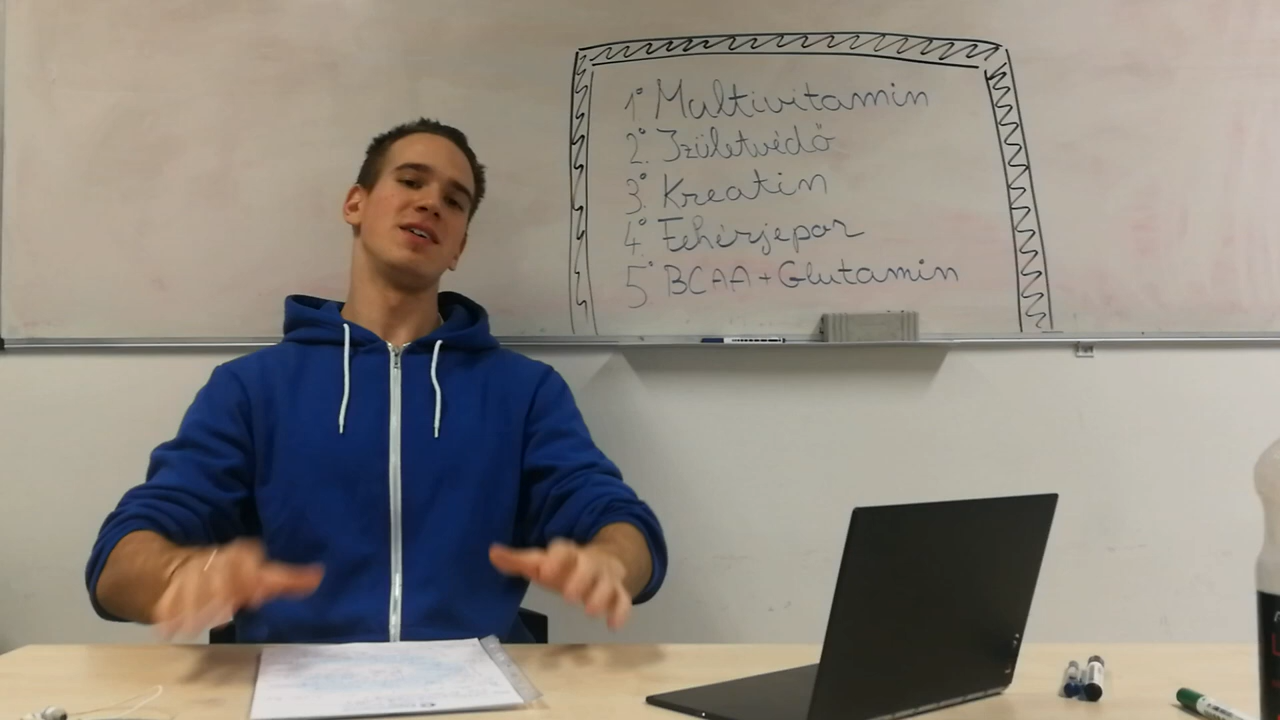 1. Multivitamin
2. Izületvédő
3. Kreatin
4. Fehérjepor
5. BCAA + Glutamin